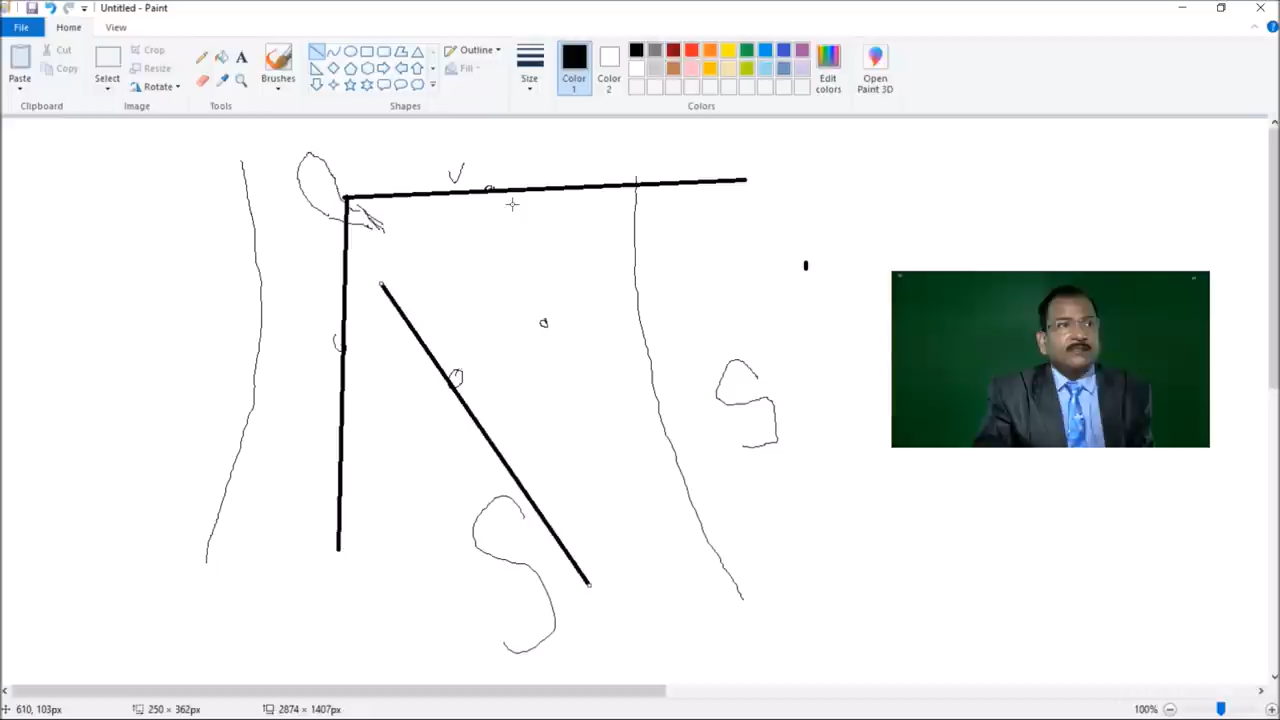 Untitled - Paint
File Home View
Cut Crop Outline Edit Open
Paste Copy Select Resize Brushes Fill Size Color Color colors Paint 3D
Rotate 1 2
Clipboard Image Tools Shapes Colors
V
S
S
610, 103px 250 × 362px 2874 × 1407px 100%